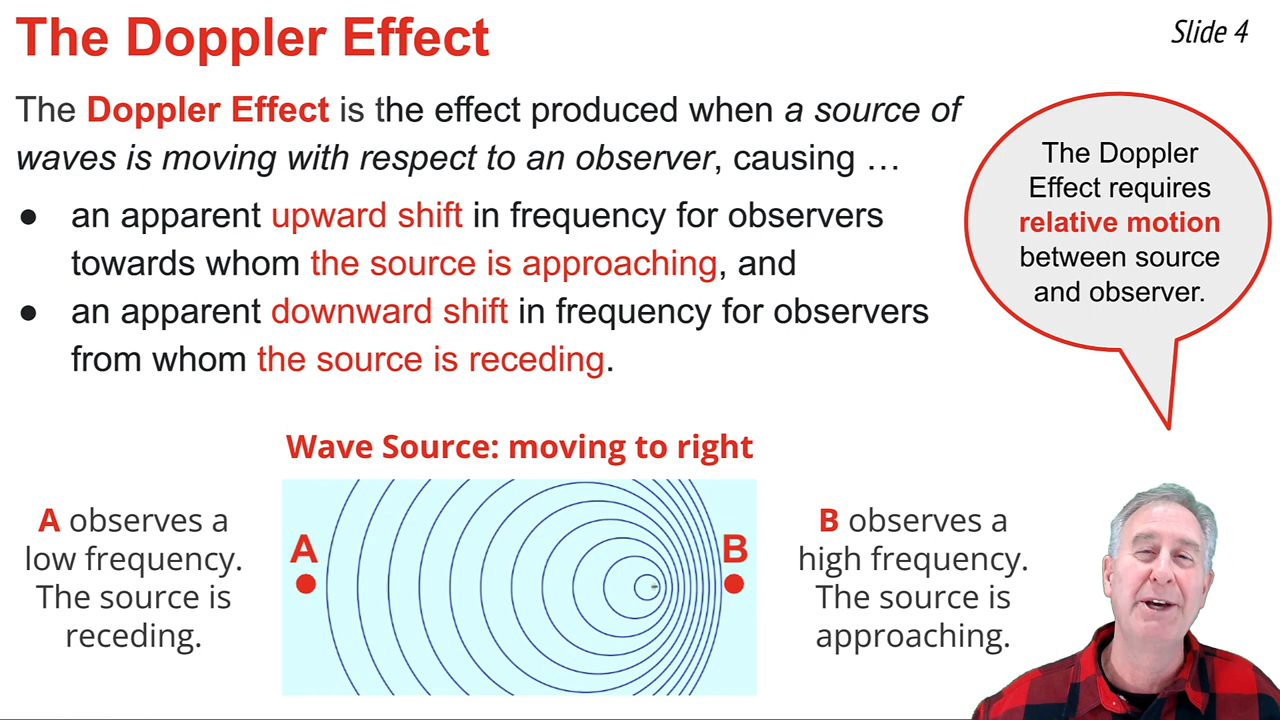 The Doppler Effect
Slide 4
The Doppler Effect is the effect produced when a source of
waves is moving with respect to an observer, causing …
● an apparent upward shift in frequency for observers
towards whom the source is approaching, and
● an apparent downward shift in frequency for observers
from whom the source is receding.
The Doppler
Effect requires
relative motion
between source
and observer.
Wave Source: moving to right
A observes a
low frequency.
The source is
receding.
A
B
B observes a
high frequency.
The source is
approaching.